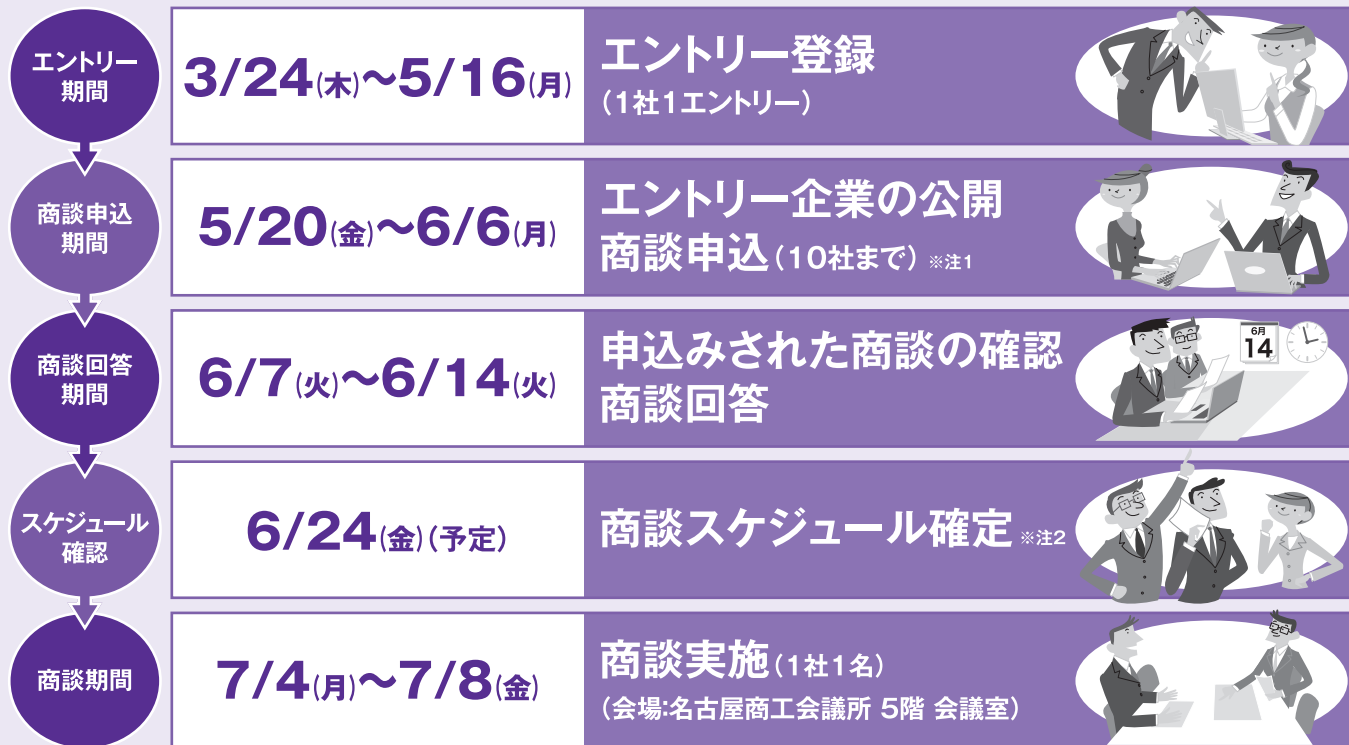 エントリー
期間
3/24(木)〜5/16(月)
エントリー登録
（1社1エントリー）
商談申込
期間
5/20(金)〜6/6(月)
エントリー企業の公開
商談申込（10社まで）※注1
商談回答
期間
6/7(火)〜6/14(火)
申込みされた商談の確認
商談回答
6月
14
スケジュール
確認
6/24(金)（予定）
商談スケジュール確定 ※注2
商談期間
7/4(月)〜7/8(金)
商談実施（1社1名）
（会場:名古屋商工会議所 5階 会議室）